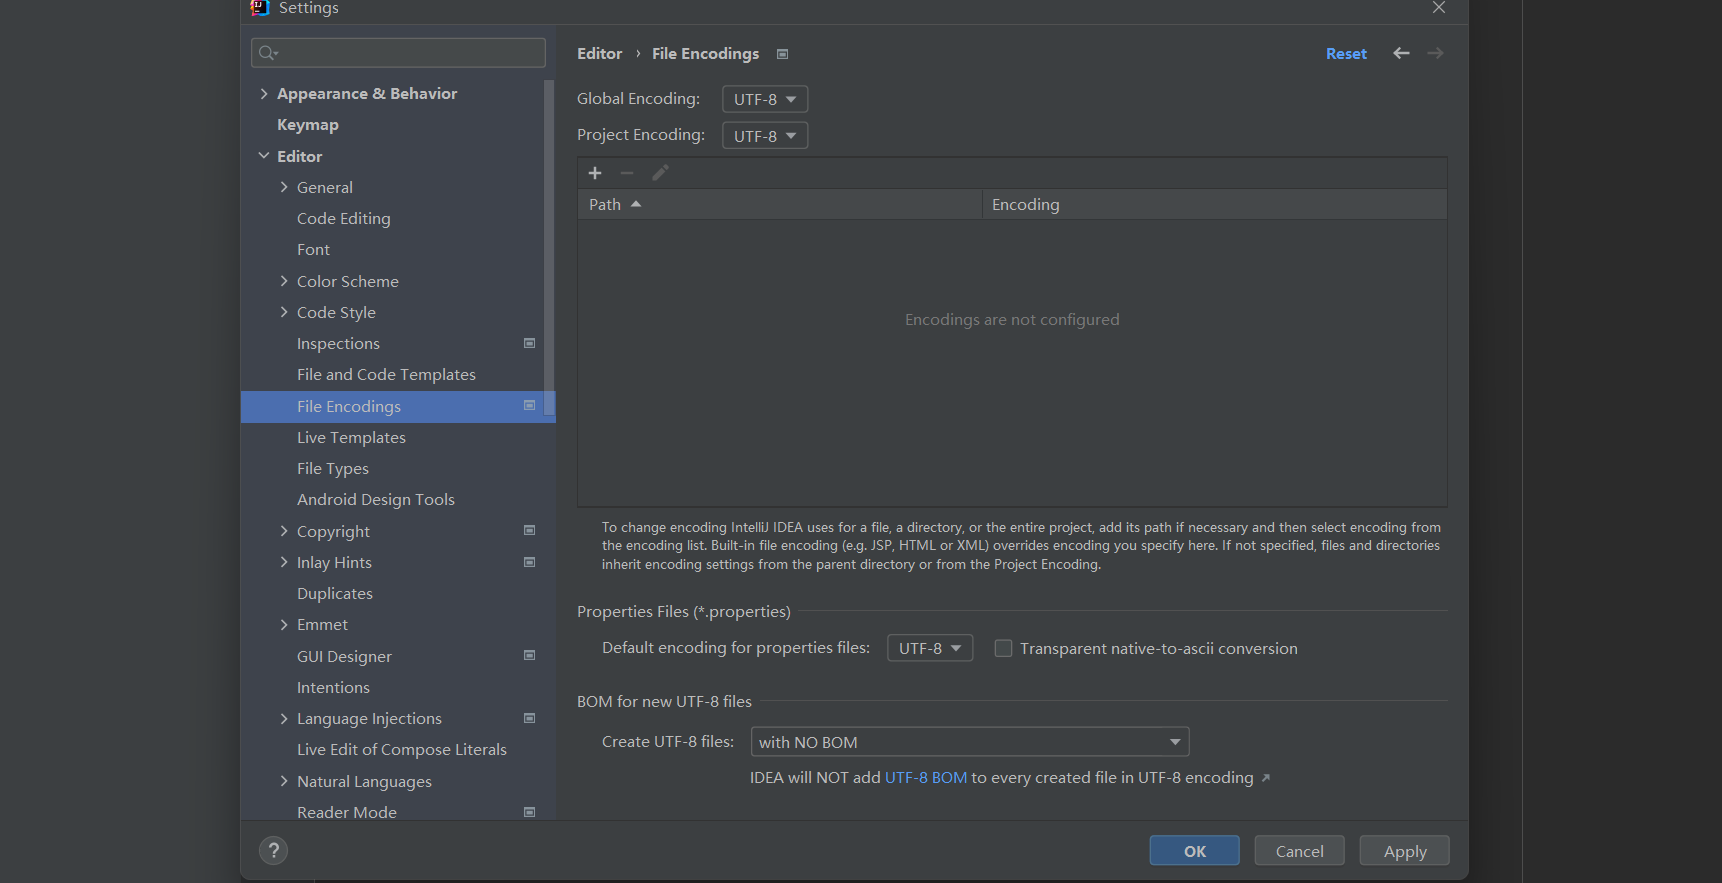 Settings
Appearance & Behavior
Keymap
Editor
General
Code Editing
Font
Color Scheme
Code Style
Inspections
File and Code Templates
File Encodings
Live Templates
File Types
Android Design Tools
Copyright
Inlay Hints
Duplicates
Emmet
GUI Designer
Intentions
Language Injections
Live Edit of Compose Literals
Natural Languages
Reader Mode
Editor › File Encodings
Reset
Global Encoding: UTF-8
Project Encoding: UTF-8
Path Encoding
Encodings are not configured
To change encoding IntelliJ IDEA uses for a file, a directory, or the entire project, add its path if necessary and then select encoding from
the encoding list. Built-in file encoding (e.g. JSP, HTML or XML) overrides encoding you specify here. If not specified, files and directories
inherit encoding settings from the parent directory or from the Project Encoding.
Properties Files (*.properties)
Default encoding for properties files: UTF-8 Transparent native-to-ascii conversion
BOM for new UTF-8 files
Create UTF-8 files: with NO BOM
IDEA will NOT add UTF-8 BOM to every created file in UTF-8 encoding ↗
? OK Cancel Apply